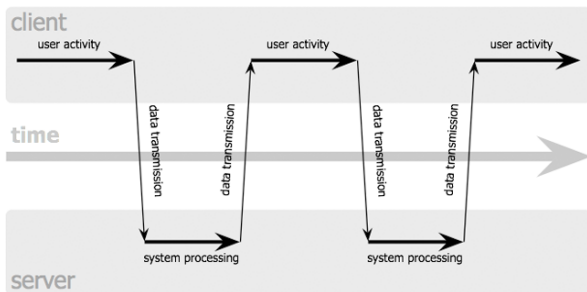 client
user activity
user activity
user activity
data transmission
data transmission
data transmission
data transmission
time
system processing
system processing
server